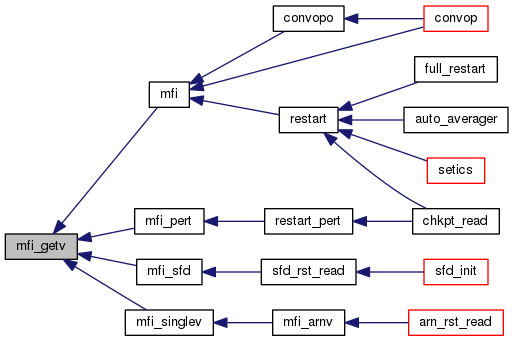 convopo
convop
full_restart
mfi
restart
auto_averager
setics
mfi_pert
restart_pert
chkpt_read
mfi_getv
mfi_sfd
sfd_rst_read
sfd_init
mfi_singlev
mfi_arnv
arn_rst_read